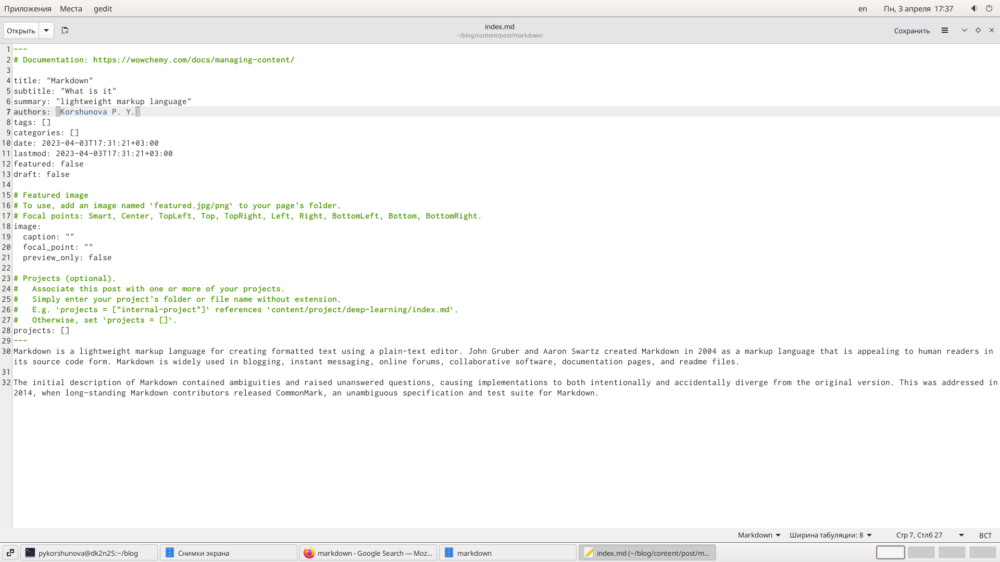 Приложения Места gedit en Пн, 3 апреля 17:37
Открыть index.md Сохранить
~/blog/content/post/markdown
1 ---
2 # Documentation: https://wowchemy.com/docs/managing-content/
3
4 title: "Markdown"
5 subtitle: "What is it"
6 summary: "lightweight markup language"
7 authors: [Korshunova P. Y.]
8 tags: []
9 categories: []
10 date: 2023-04-03T17:31:21+03:00
11 lastmod: 2023-04-03T17:31:21+03:00
12 featured: false
13 draft: false
14
15 # Featured image
16 # To use, add an image named `featured.jpg/png` to your page's folder.
17 # Focal points: Smart, Center, TopLeft, Top, TopRight, Left, Right, BottomLeft, Bottom, BottomRight.
18 image:
19   caption: ""
20   focal_point: ""
21   preview_only: false
22
23 # Projects (optional).
24 #   Associate this post with one or more of your projects.
25 #   Simply enter your project's folder or file name without extension.
26 #   E.g. `projects = ["internal-project"]` references `content/project/deep-learning/index.md`.
27 #   Otherwise, set `projects = []`.
28 projects: []
29 ---
30 Markdown is a lightweight markup language for creating formatted text using a plain-text editor. John Gruber and Aaron Swartz created Markdown in 2004 as a markup language that is appealing to human readers in
its source code form. Markdown is widely used in blogging, instant messaging, online forums, collaborative software, documentation pages, and readme files.
31
32 The initial description of Markdown contained ambiguities and raised unanswered questions, causing implementations to both intentionally and accidentally diverge from the original version. This was addressed in
2014, when long-standing Markdown contributors released CommonMark, an unambiguous specification and test suite for Markdown.
Markdown Ширина табуляции: 8 Стр 7, Стлб 27 ВСТ
pykorshunova@dk2n25:~/blog Снимки экрана markdown - Google Search — Moz... markdown index.md (~/blog/content/post/m...